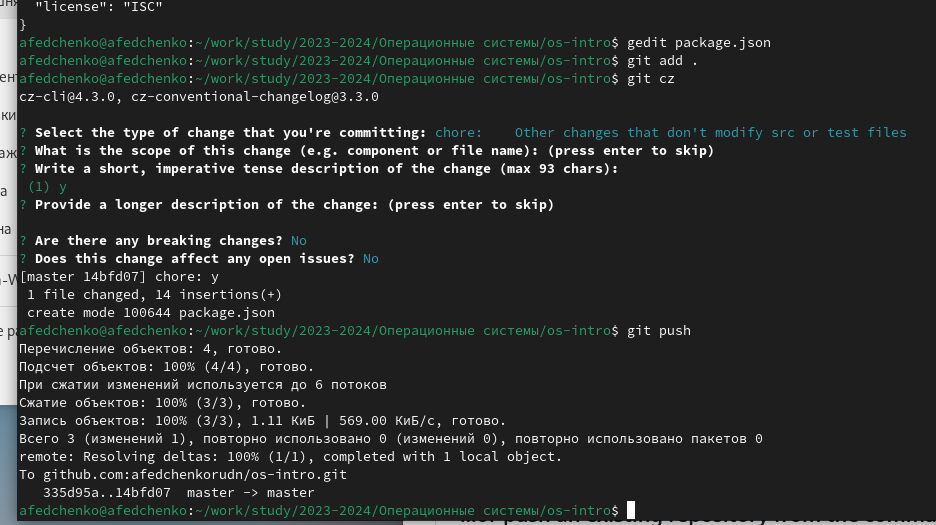 "license": "ISC"
}
afedchenko@afedchenko:~/work/study/2023-2024/Операционные системы/os-intro$ gedit package.json
afedchenko@afedchenko:~/work/study/2023-2024/Операционные системы/os-intro$ git add .
afedchenko@afedchenko:~/work/study/2023-2024/Операционные системы/os-intro$ git cz
cz-cli@4.3.0, cz-conventional-changelog@3.3.0
? Select the type of change that you're committing: chore:    Other changes that don't modify src or test files
? What is the scope of this change (e.g. component or file name): (press enter to skip)
? Write a short, imperative tense description of the change (max 93 chars):
(1) y
? Provide a longer description of the change: (press enter to skip)
? Are there any breaking changes? No
? Does this change affect any open issues? No
[master 14bfd07] chore: y
1 file changed, 14 insertions(+)
create mode 100644 package.json
afedchenko@afedchenko:~/work/study/2023-2024/Операционные системы/os-intro$ git push
Перечисление объектов: 4, готово.
Подсчет объектов: 100% (4/4), готово.
При сжатии изменений используется до 6 потоков
Сжатие объектов: 100% (3/3), готово.
Запись объектов: 100% (3/3), 1.11 КиБ | 569.00 КиБ/с, готово.
Всего 3 (изменений 1), повторно использовано 0 (изменений 0), повторно использовано пакетов 0
remote: Resolving deltas: 100% (1/1), completed with 1 local object.
To github.com:afedchenkorudn/os-intro.git
335d95a..14bfd07  master -> master
afedchenko@afedchenko:~/work/study/2023-2024/Операционные системы/os-intro$